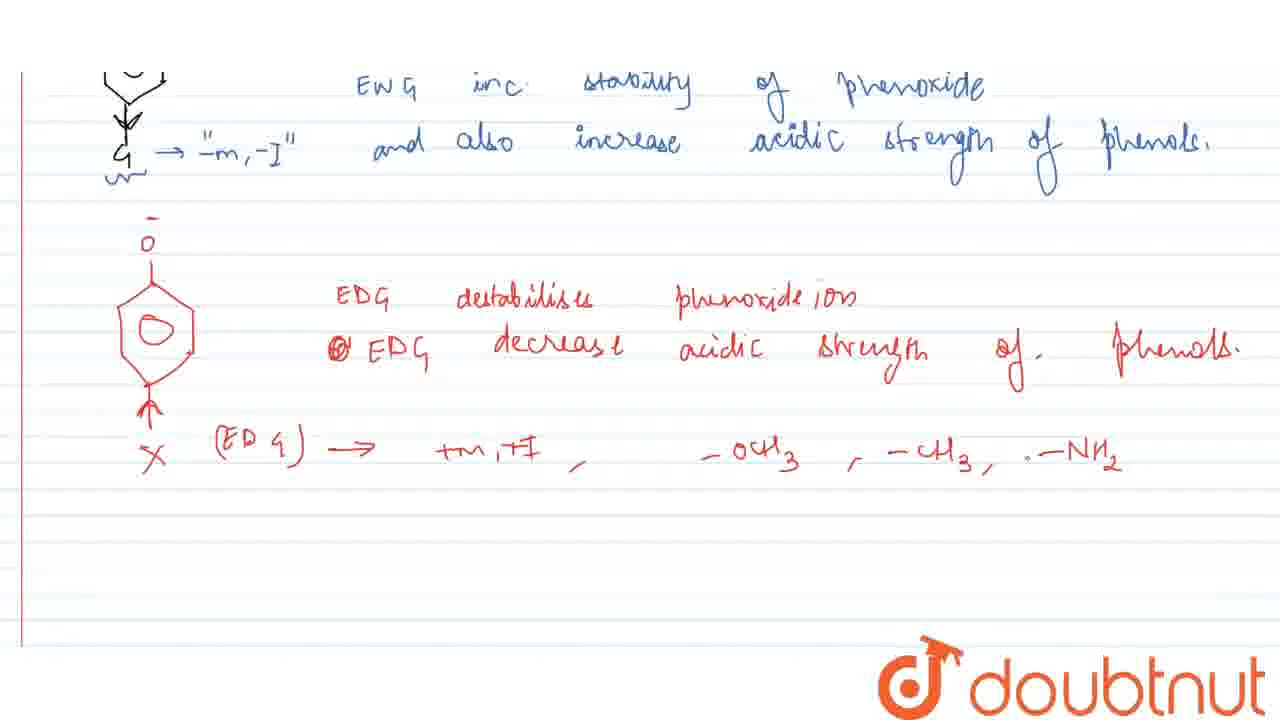 EWG inc. stability of phenoxide
G → "-m, -I" and also increase acidic strength of phenols.
-
O
EDG destabilises phenoxide ion
EDG decrease acidic strength of. phenols.
X (EDG) → +m, +I, -OCH3, -CH3, -NH2
doubtnut